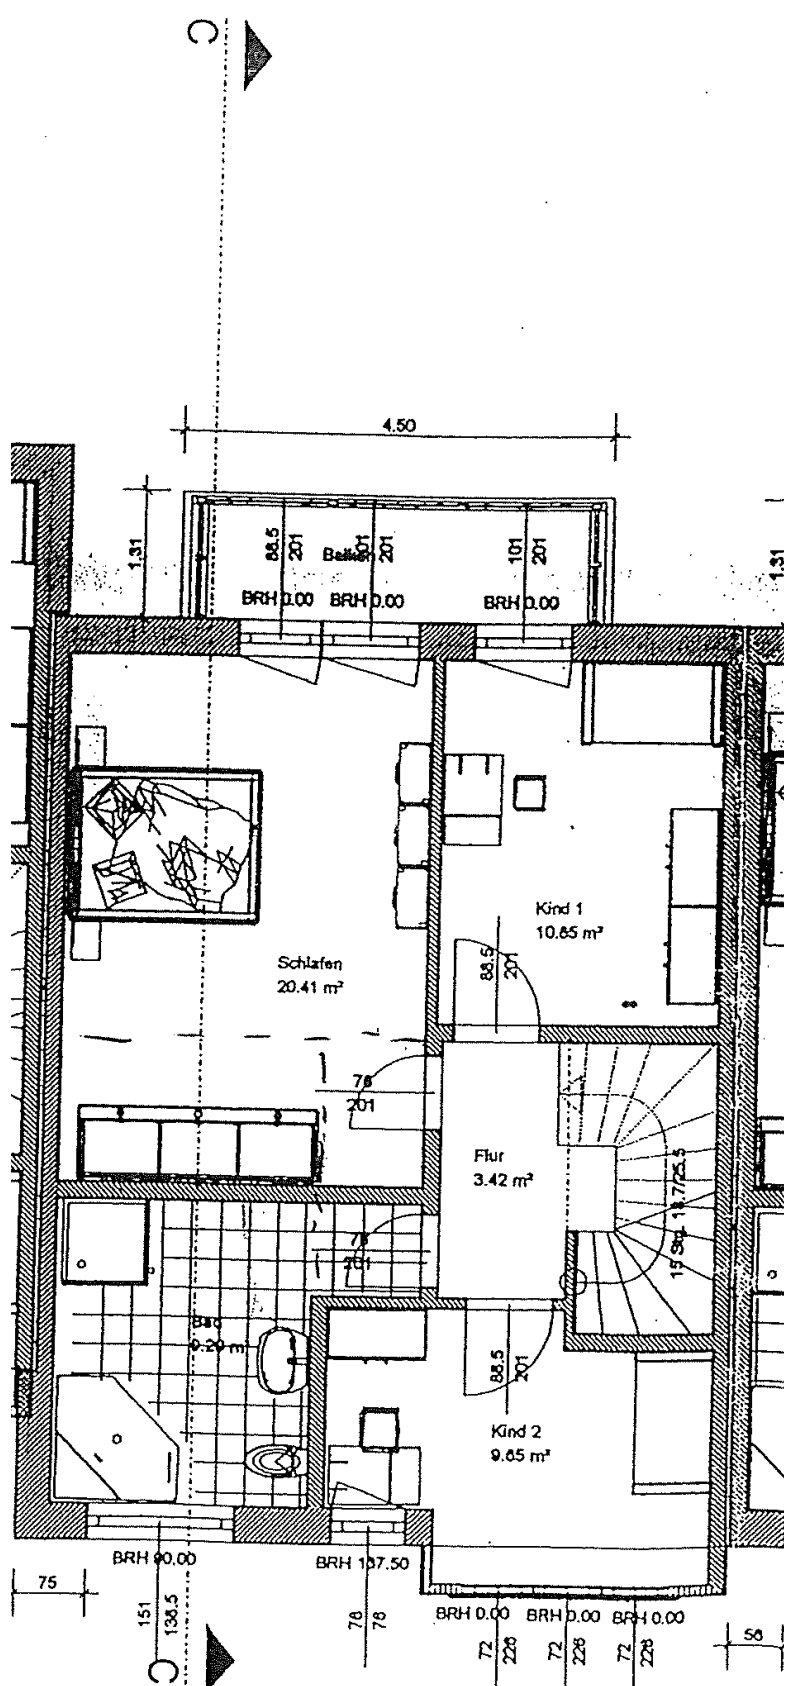 C
4.50
1.31
88.5
201
101
201
101
201
1.31
Balkon
BRH 0.00
BRH 0.00
BRH 0.00
Kind 1
10.65 m²
88.5
201
Schlafen
20.41 m²
76
201
Flur
3.42 m²
15 Stg. 18.7/25.5
76
201
Bad
9.20 m
88.5
201
Kind 2
9.65 m²
BRH 90.00
BRH 137.50
BRH 0.00
BRH 0.00
BRH 0.00
75
151
138.5
76
76
72
226
72
226
72
226
56
C